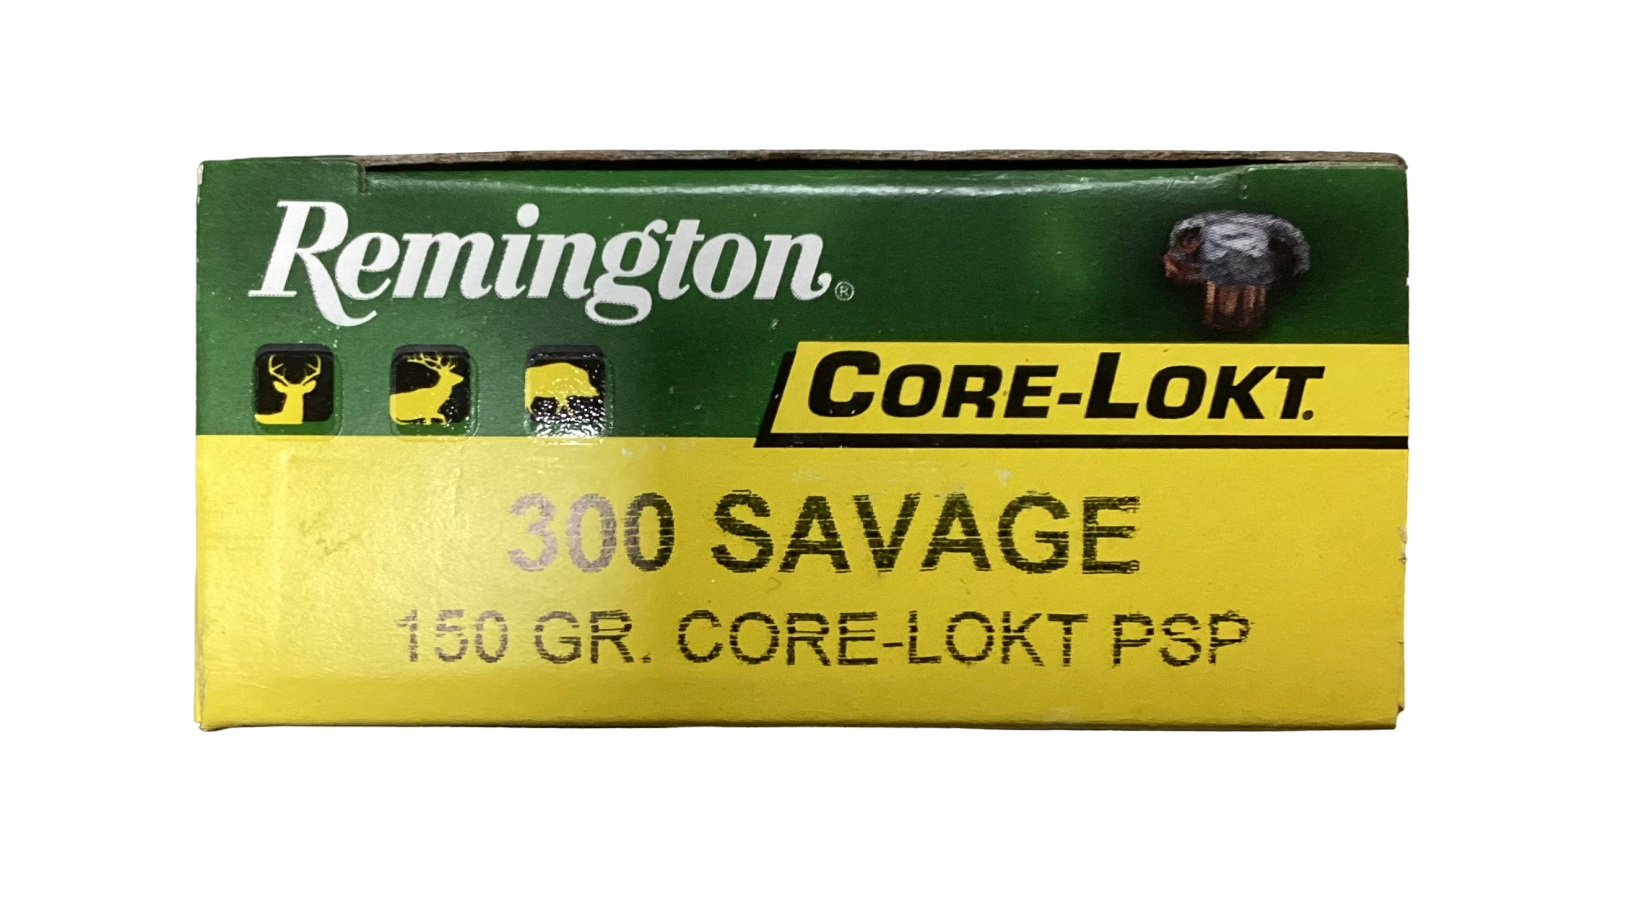 Remington®
CORE-LOKT.
300 SAVAGE
150 GR. CORE-LOKT PSP